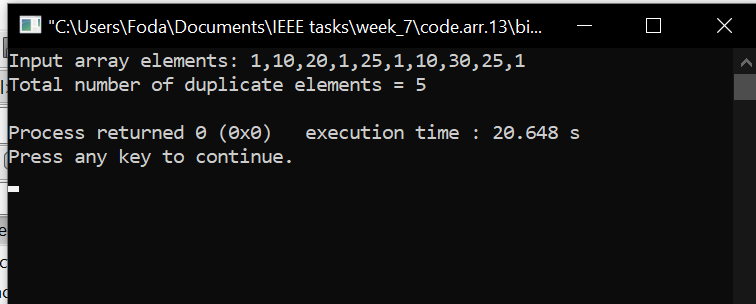 "C:\Users\Foda\Documents\IEEE tasks\week_7\code.arr.13\bi...
Input array elements: 1,10,20,1,25,1,10,30,25,1
Total number of duplicate elements = 5
Process returned 0 (0x0)   execution time : 20.648 s
Press any key to continue.